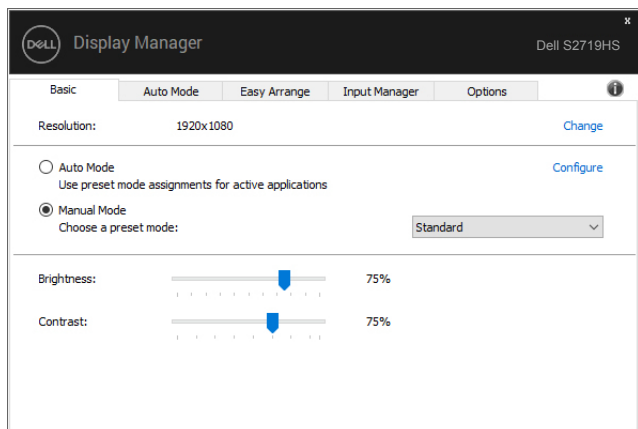 x
DELL Display Manager Dell S2719HS
Basic Auto Mode Easy Arrange Input Manager Options i
Resolution: 1920x1080 Change
Auto Mode Configure
Use preset mode assignments for active applications
Manual Mode
Choose a preset mode: Standard
Brightness: 75%
Contrast: 75%